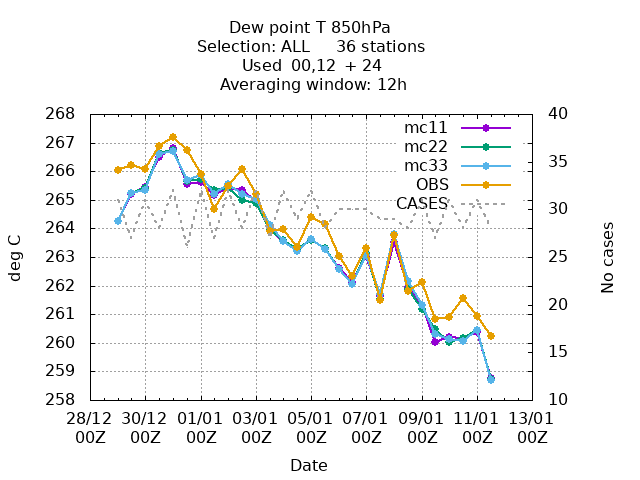 Dew point T 850hPa
Selection: ALL 36 stations
Used 00,12 + 24
Averaging window: 12h
268 40
267
266 35
265
264 30
263 25
262
261 20
260 15
259
258 10
mc11
mc22
mc33
OBS
CASES
deg C
No cases
28/12 30/12 01/01 03/01 05/01 07/01 09/01 11/01 13/01
00Z 00Z 00Z 00Z 00Z 00Z 00Z 00Z 00Z
Date